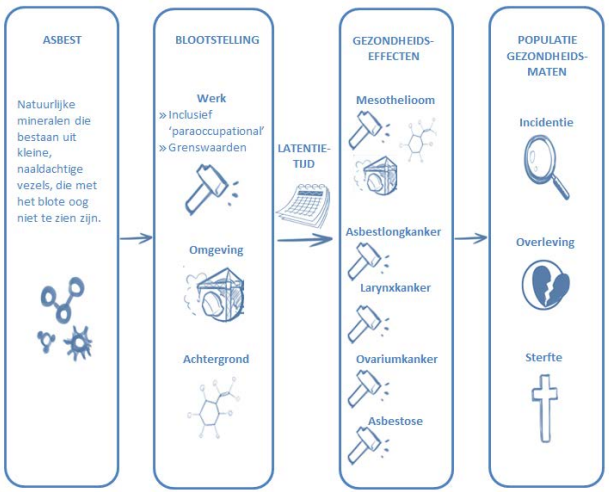 ASBEST
Natuurlijke
mineralen die
bestaan uit
kleine,
naaldachtige
vezels, die met
het blote oog
niet te zien zijn.
BLOOTSTELLING
Werk
» Inclusief
‘paraoccupational’
» Grenswaarden
Omgeving
Achtergrond
LATENTIE-
TIJD
GEZONDHEIDS-
EFFECTEN
Mesothelioom
Asbestlongkanker
Larynxkanker
Ovariumkanker
Asbestose
POPULATIE
GEZONDHEIDS-
MATEN
Incidentie
Overleving
Sterfte